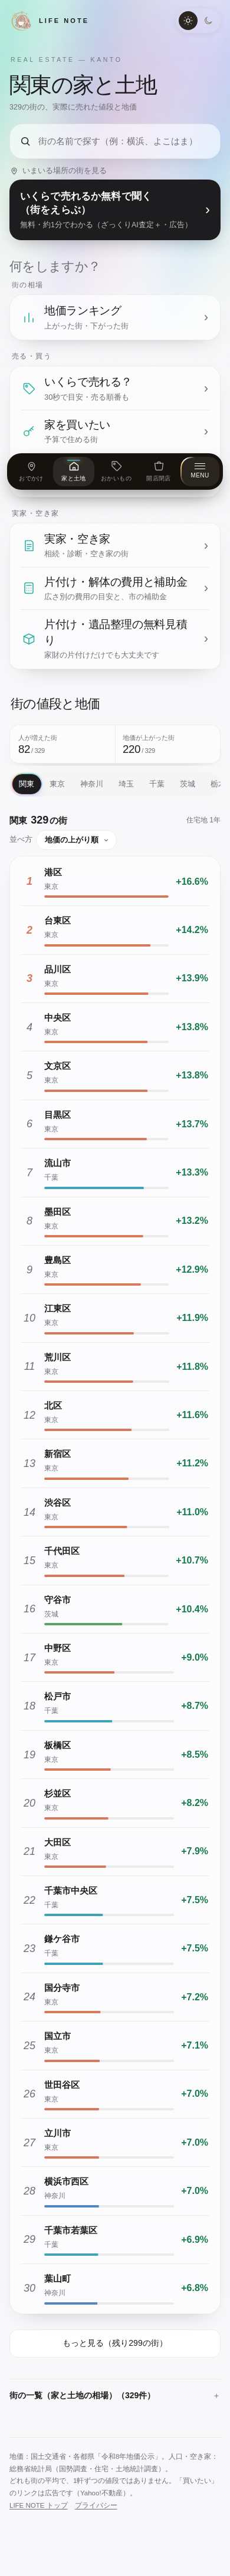 LIFE NOTE
REAL ESTATE — KANTO
関東の家と土地
329の街の、実際に売れた値段と地価
街の名前で探す（例：横浜、よこはま）
いまいる場所の街を見る
いくらで売れるか無料で聞く
（街をえらぶ）
無料・約1分でわかる（ざっくりAI査定＋・広告）
何をしますか？
街の相場
地価ランキング
上がった街・下がった街
売る・買う
いくらで売れる？
30秒で目安・売る順番も
家を買いたい
予算で住める街
おでかけ
家と土地
おかいもの
開店閉店
MENU
実家・空き家
実家・空き家
相続・診断・空き家の街
片付け・解体の費用と補助金
広さ別の費用の目安と、市の補助金
片付け・遺品整理の無料見積
り
家財の片付けだけでも大丈夫です
街の値段と地価
人が増えた街
82 / 329
地価が上がった街
220 / 329
関東
東京
神奈川
埼玉
千葉
茨城
関東 329の街
住宅地 1年
並べ方
地価の上がり順
1
港区
東京
+16.6%
2
台東区
東京
+14.2%
3
品川区
東京
+13.9%
4
中央区
東京
+13.8%
5
文京区
東京
+13.8%
6
目黒区
東京
+13.7%
7
流山市
千葉
+13.3%
8
墨田区
東京
+13.2%
9
豊島区
東京
+12.9%
10
江東区
東京
+11.9%
11
荒川区
東京
+11.8%
12
北区
東京
+11.6%
13
新宿区
東京
+11.2%
14
渋谷区
東京
+11.0%
15
千代田区
東京
+10.7%
16
守谷市
茨城
+10.4%
17
中野区
東京
+9.0%
18
松戸市
千葉
+8.7%
19
板橋区
東京
+8.5%
20
杉並区
東京
+8.2%
21
大田区
東京
+7.9%
22
千葉市中央区
千葉
+7.5%
23
鎌ケ谷市
千葉
+7.5%
24
国分寺市
東京
+7.2%
25
国立市
東京
+7.1%
26
世田谷区
東京
+7.0%
27
立川市
東京
+7.0%
28
横浜市西区
神奈川
+7.0%
29
千葉市若葉区
千葉
+6.9%
30
葉山町
神奈川
+6.8%
もっと見る（残り299の街）
街の一覧（家と土地の相場）（329件）
+
地価：国土交通省・各都県「令和8年地価公示」。人口・空き家：
総務省統計局（国勢調査・住宅・土地統計調査）。
どれも街の平均で、1軒ずつの値段ではありません。「買いたい」
のリンクは広告です（Yahoo!不動産）。
LIFE NOTE トップ プライバシー